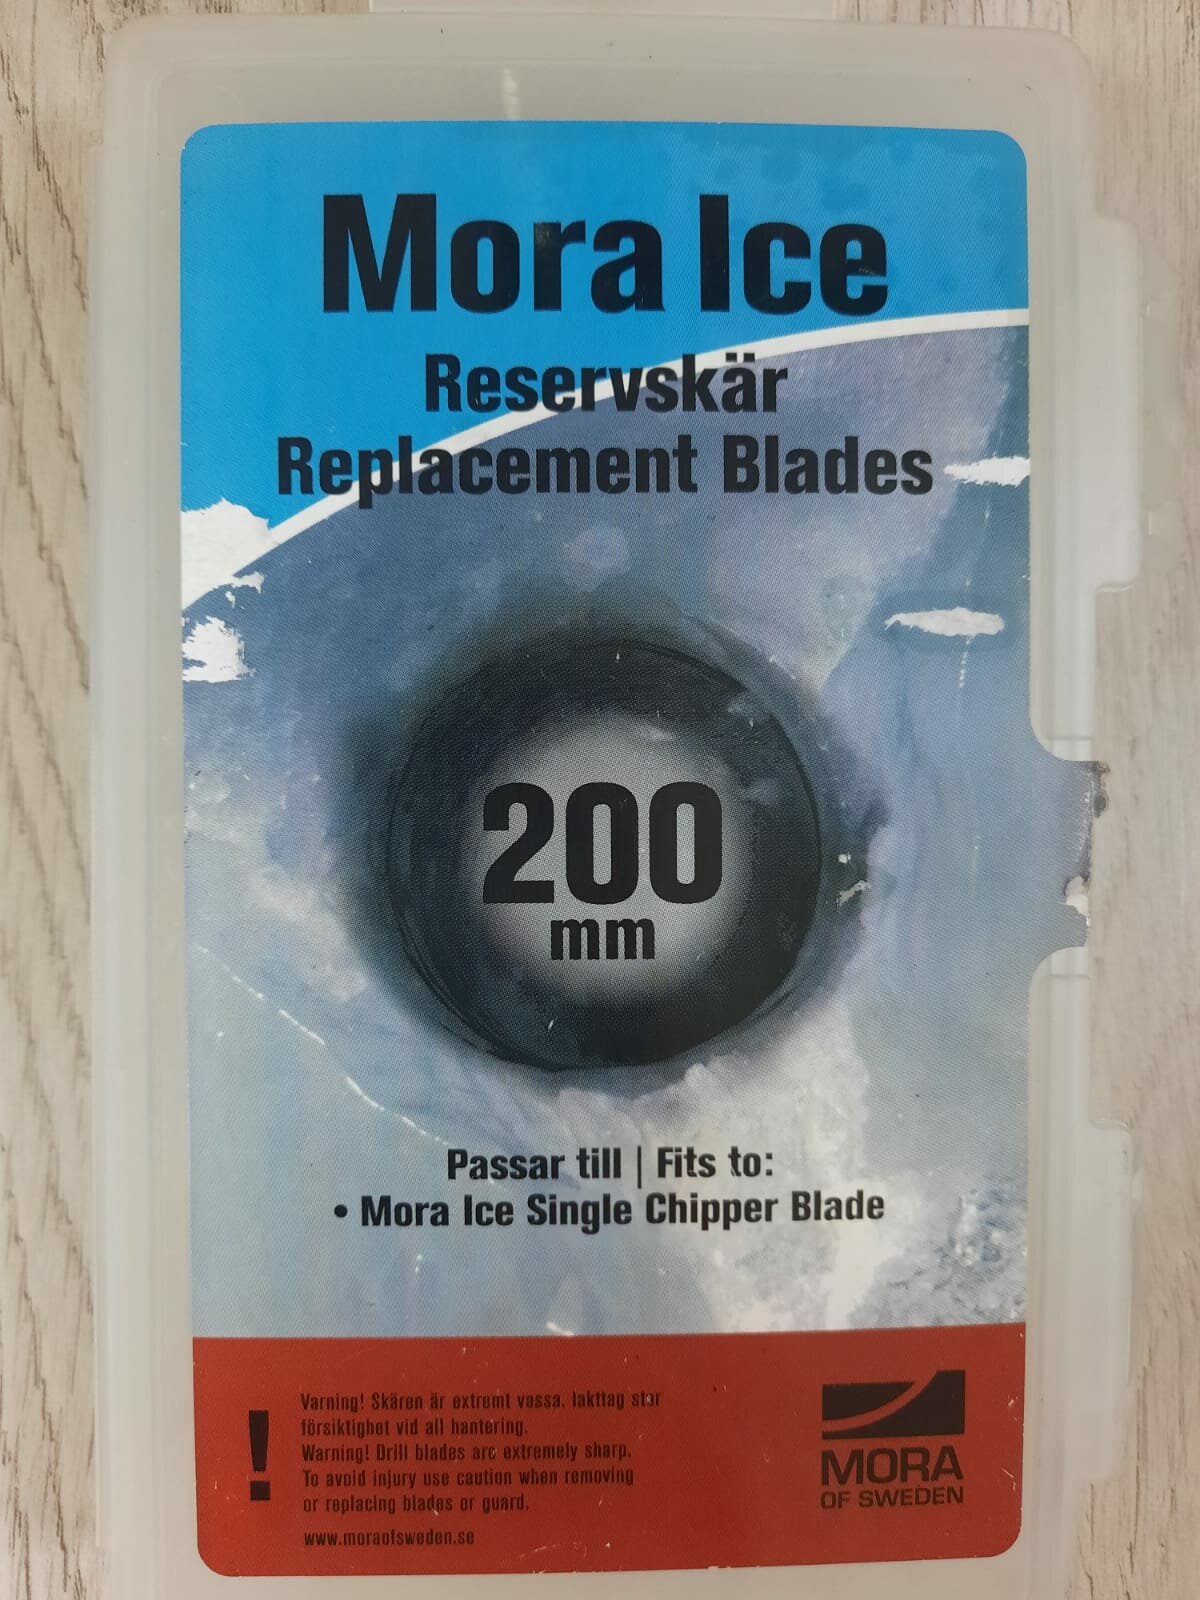 Mora Ice
Reservskär
Replacement Blades
200
mm
Passar till | Fits to:
• Mora Ice Single Chipper Blade
!
Varning! Skären är extremt vassa. Iakttag stor
försiktighet vid all hantering.
Warning! Drill blades are extremely sharp.
To avoid injury use caution when removing
or replacing blades or guard.
www.moraofsweden.se
MORA
OF SWEDEN